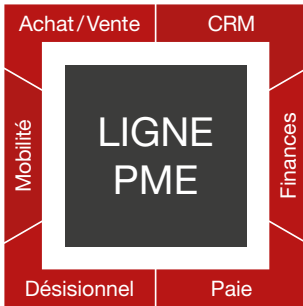 Achat/Vente
CRM
Mobilité
LIGNE
PME
Finances
Désisionnel
Paie